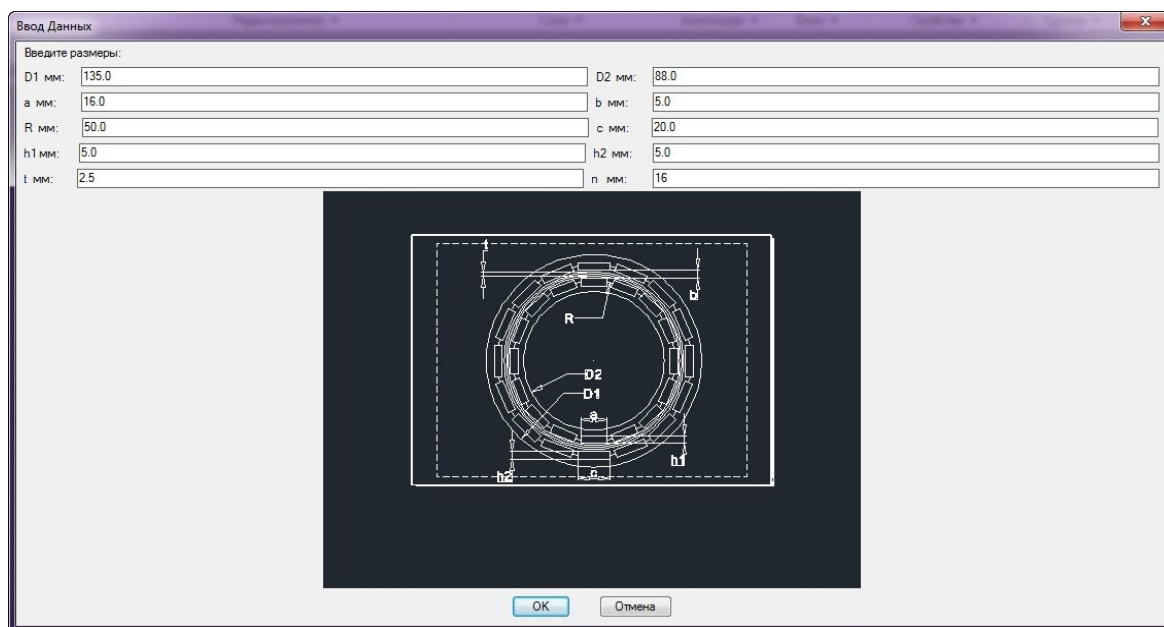 Ввод Данных
Введите размеры:
D1 мм: 135.0 D2 мм: 88.0
a мм: 16.0 b мм: 5.0
R мм: 50.0 c мм: 20.0
h1 мм: 5.0 h2 мм: 5.0
t мм: 2.5 n мм: 16
t
b
R
D2
D1
a
h1
h2
c
OK Отмена